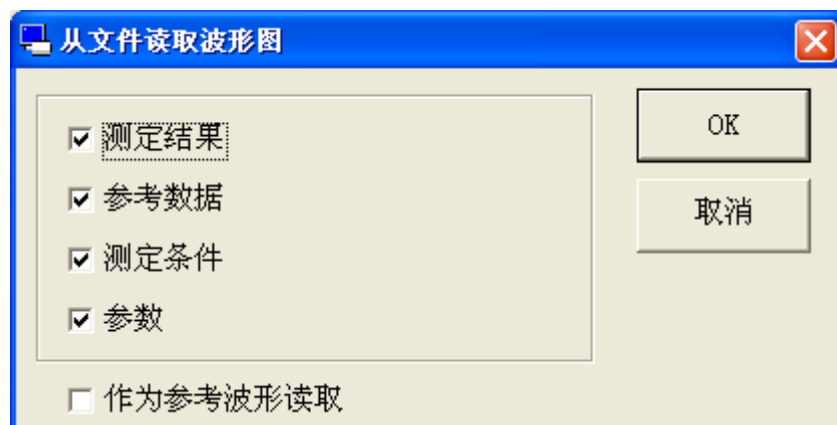 从文件读取波形图
测定结果
OK
参考数据
取消
测定条件
参数
作为参考波形读取